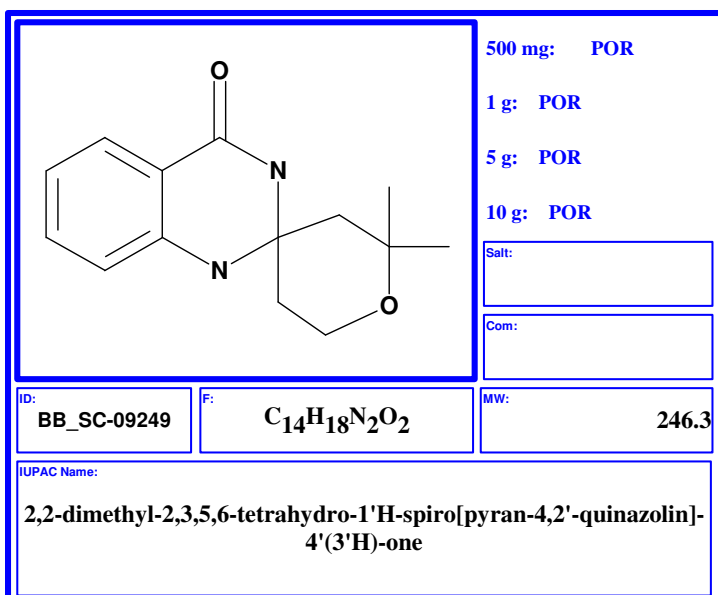 O
N
N
O
500 mg: POR
1 g: POR
5 g: POR
10 g: POR
Salt:
Com:
ID:
BB_SC-09249
F:
C14H18N2O2
MW:
246.3
IUPAC Name:
2,2-dimethyl-2,3,5,6-tetrahydro-1'H-spiro[pyran-4,2'-quinazolin]-
4'(3'H)-one